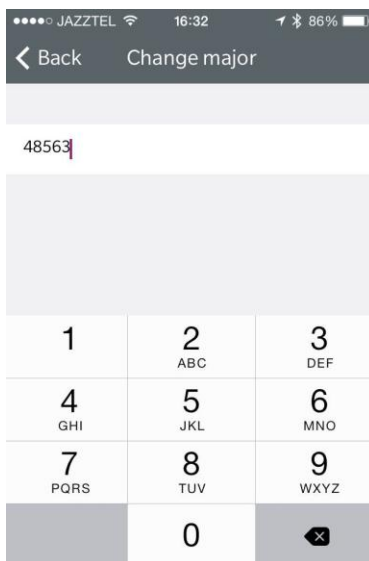 JAZZTEL 16:32 86%
Back Change major
48563
1 2 3
ABC DEF
4 5 6
GHI JKL MNO
7 8 9
PQRS TUV WXYZ
0